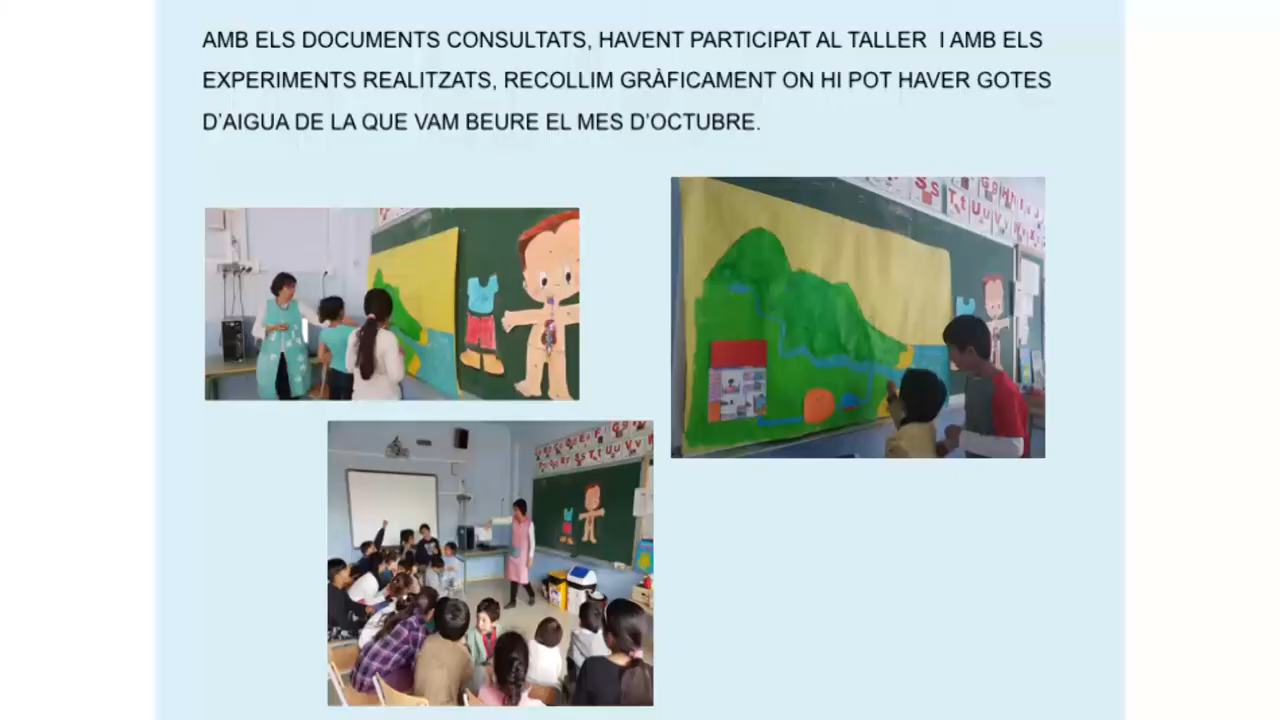 AMB ELS DOCUMENTS CONSULTATS, HAVENT PARTICIPAT AL TALLER I AMB ELS
EXPERIMENTS REALITZATS, RECOLLIM GRÀFICAMENT ON HI POT HAVER GOTES
D'AIGUA DE LA QUE VAM BEURE EL MES D'OCTUBRE.